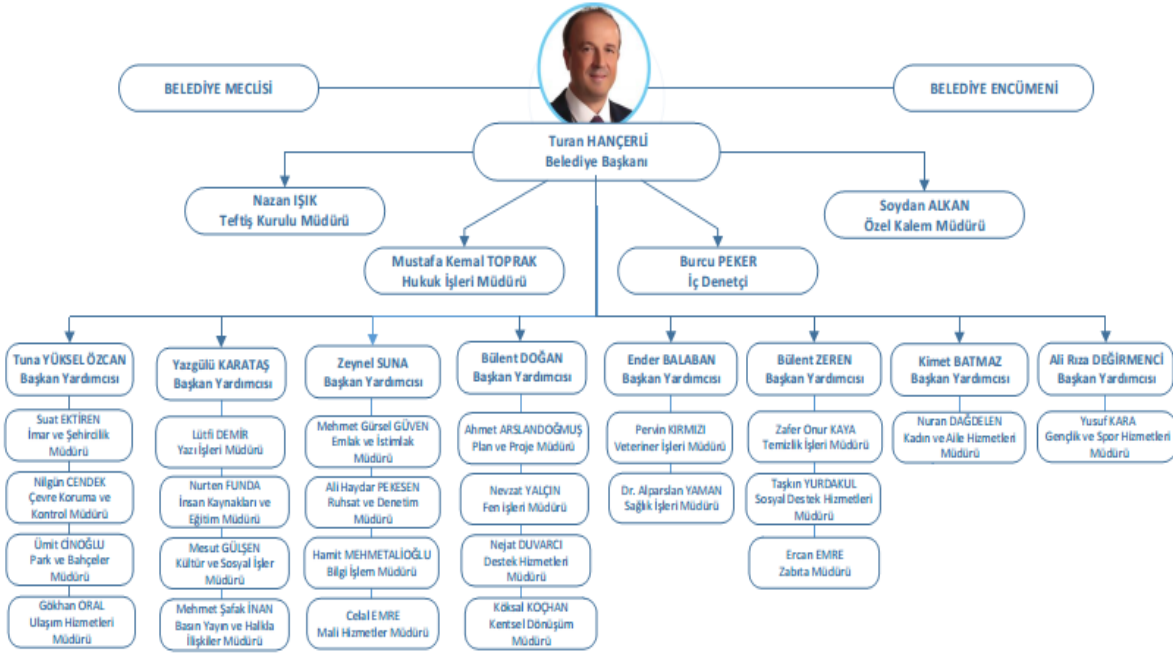 BELEDİYE MECLİSİ
BELEDİYE ENCÜMENİ
Turan HANÇERLİ
Belediye Başkanı
Nazan IŞIK
Teftiş Kurulu Müdürü
Soydan ALKAN
Özel Kalem Müdürü
Mustafa Kemal TOPRAK
Hukuk İşleri Müdürü
Burcu PEKER
İç Denetçi
Tuna YÜKSEL ÖZCAN
Başkan Yardımcısı
Suat EKTİREN
İmar ve Şehircilik
Müdürü
Nilgün CENDEK
Çevre Koruma ve
Kontrol Müdürü
Ümit CİNOĞLU
Park ve Bahçeler
Müdürü
Gökhan ORAL
Ulaşım Hizmetleri
Müdürü
Yazgülü KARATAŞ
Başkan Yardımcısı
Lütfi DEMİR
Yazı İşleri Müdürü
Nurten FUNDA
İnsan Kaynakları ve
Eğitim Müdürü
Mesut GÜLŞEN
Kültür ve Sosyal İşler
Müdürü
Mehmet Şafak İNAN
Basın Yayın ve Halkla
İlişkiler Müdürü
Zeynel SUNA
Başkan Yardımcısı
Mehmet Gürsel GÜVEN
Emlak ve İstimlak
Müdürü
Ali Haydar PEKESEN
Ruhsat ve Denetim
Müdürü
Hamit MEHMETALİOĞLU
Bilgi İşlem Müdürü
Celal EMRE
Mali Hizmetler Müdürü
Bülent DOĞAN
Başkan Yardımcısı
Ahmet ARSLANDOĞMUŞ
Plan ve Proje Müdürü
Nevzat YALÇIN
Fen işleri Müdürü
Nejat DUVARCI
Destek Hizmetleri
Müdürü
Köksal KOÇHAN
Kentsel Dönüşüm
Müdürü
Ender BALABAN
Başkan Yardımcısı
Pervin KIRMIZI
Veteriner İşleri Müdürü
Dr. Alparslan YAMAN
Sağlık İşleri Müdürü
Bülent ZEREN
Başkan Yardımcısı
Zafer Onur KAYA
Temizlik İşleri Müdürü
Taşkın YURDAKUL
Sosyal Destek Hizmetleri
Müdürü
Ercan EMRE
Zabıta Müdürü
Kimet BATMAZ
Başkan Yardımcısı
Nuran DAĞDELEN
Kadın ve Aile Hizmetleri
Müdürü
Ali Rıza DEĞİRMENCİ
Başkan Yardımcısı
Yusuf KARA
Gençlik ve Spor Hizmetleri
Müdürü